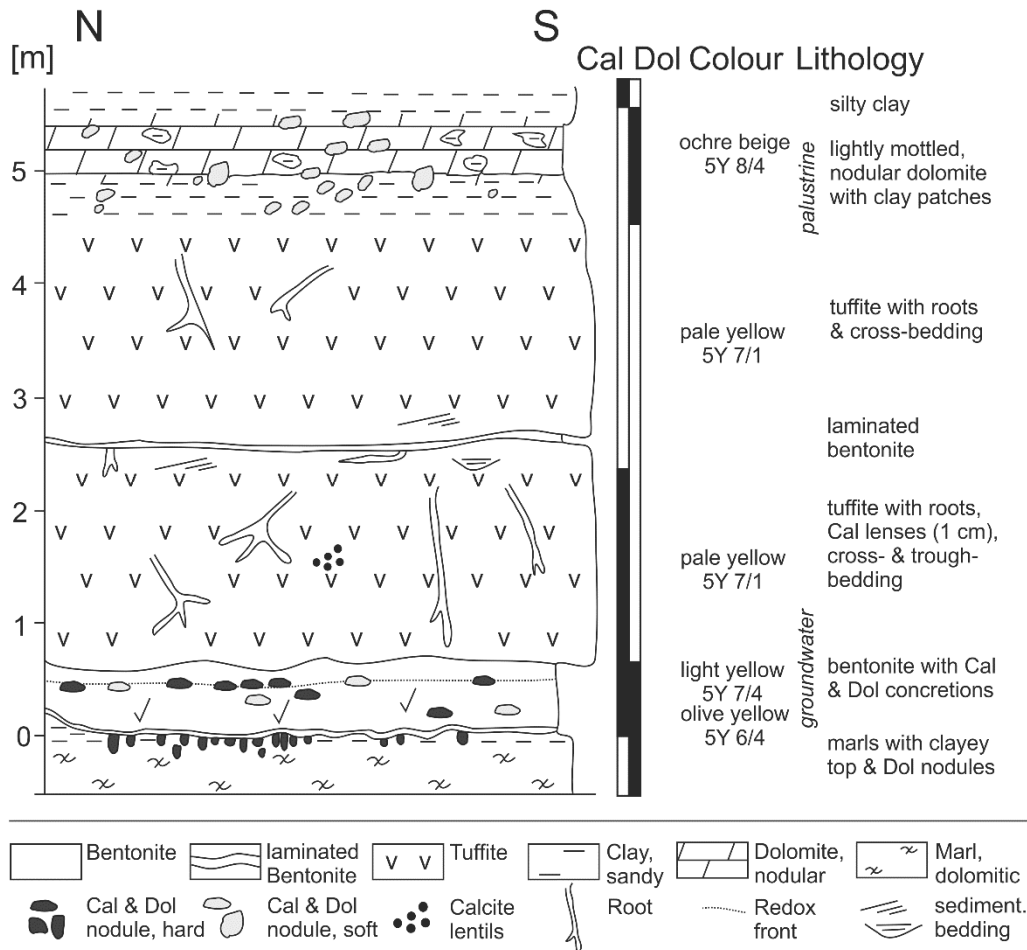 N
S
[m]
Cal Dol Colour Lithology
silty clay
ochre beige
5Y 8/4
palustrine
lightly mottled,
nodular dolomite
with clay patches
5
4
tuffite with roots
& cross-bedding
pale yellow
5Y 7/1
3
laminated
bentonite
2
tuffite with roots,
Cal lenses (1 cm),
cross- & trough-
bedding
pale yellow
5Y 7/1
1
groundwater
light yellow
5Y 7/4
bentonite with Cal
& Dol concretions
olive yellow
5Y 6/4
0
marls with clayey
top & Dol nodules
Bentonite
laminated
Bentonite
Tuffite
Clay,
sandy
Dolomite,
nodular
Marl,
dolomitic
Cal & Dol
nodule, hard
Cal & Dol
nodule, soft
Calcite
lentils
Root
Redox
front
sediment.
bedding